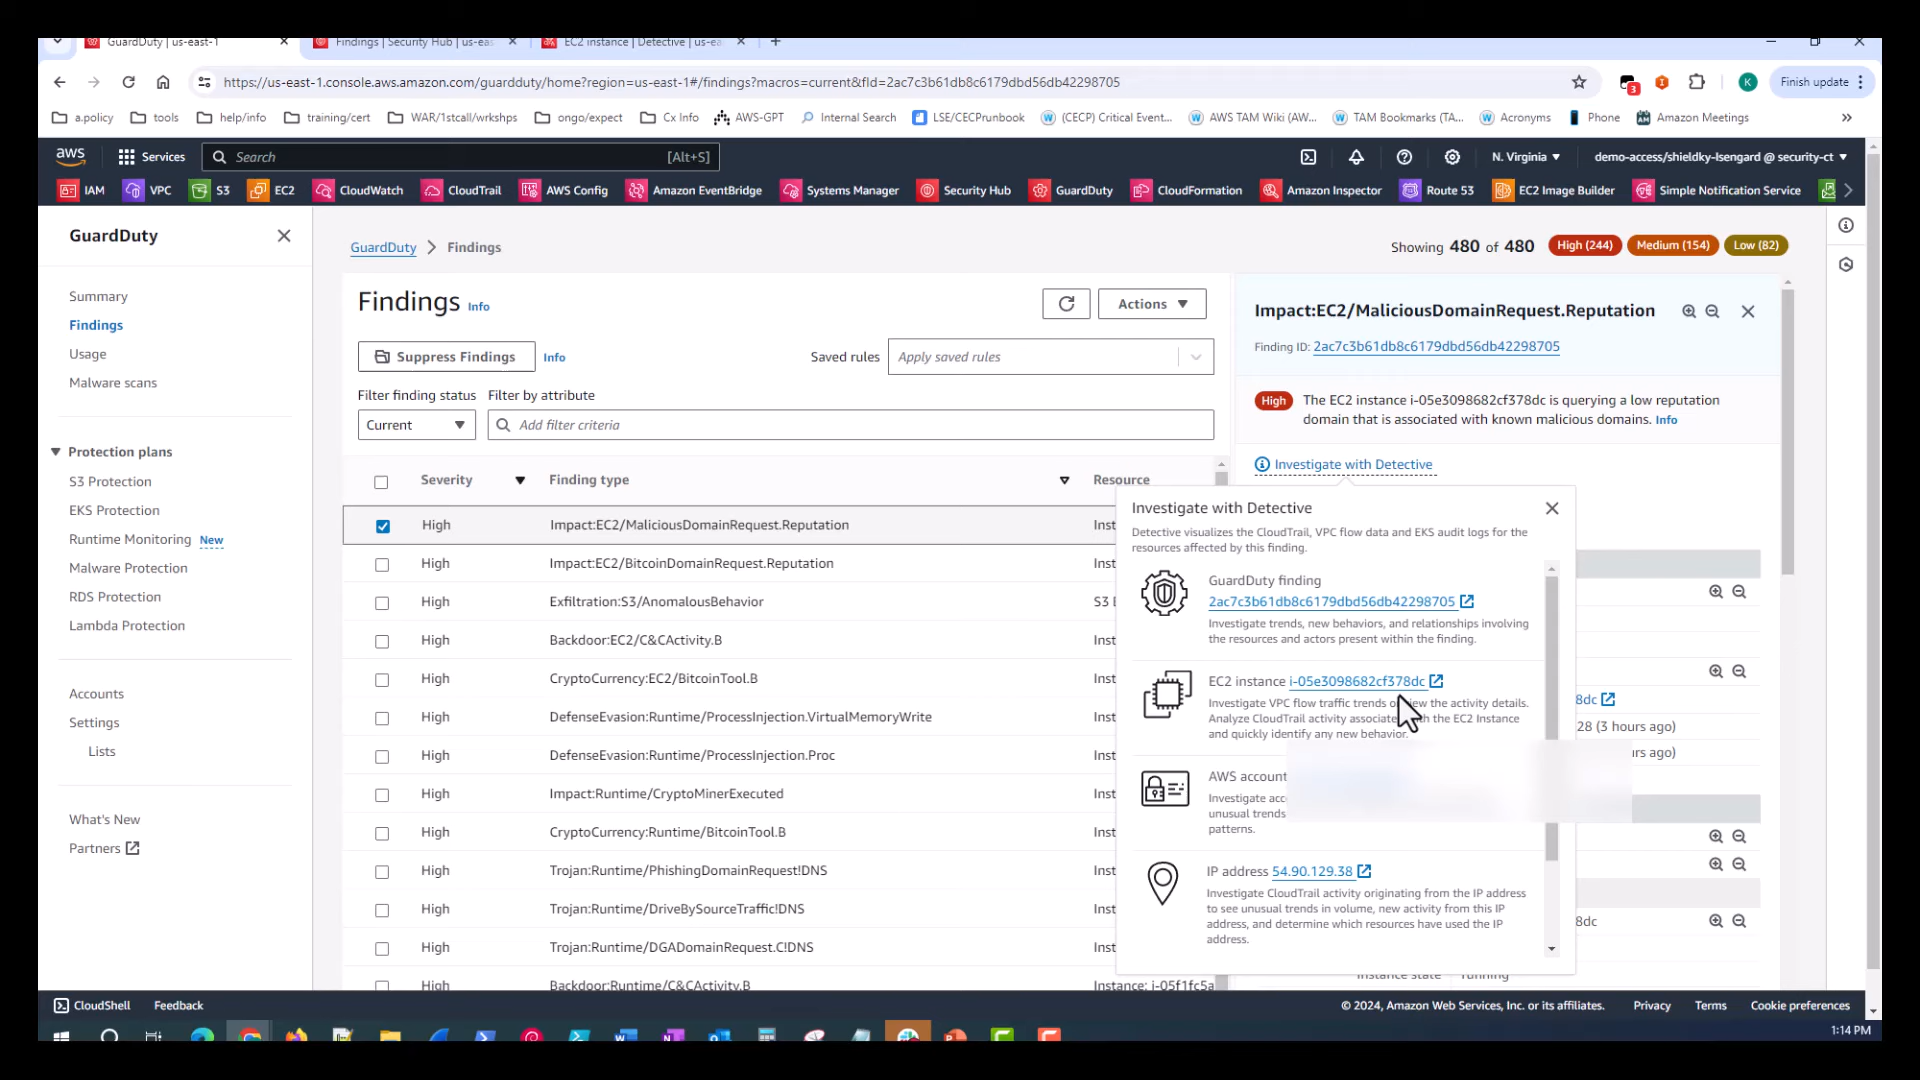 GuardDuty | us-east-1
Findings | Security Hub | us-eas
EC2 instance | Detective | us-ea
https://us-east-1.console.aws.amazon.com/guardduty/home?region=us-east-1#/findings?macros=current&fId=2ac7c3b61db8c6179dbd56db42298705
3
K
Finish update
a.policy
tools
help/info
training/cert
WAR/1stcall/wrkshps
ongo/expect
Cx Info
AWS-GPT
Internal Search
LSE/CECPrunbook
(CECP) Critical Event...
AWS TAM Wiki (AW...
TAM Bookmarks (TA...
Acronyms
Phone
Amazon Meetings
aws
Services
Search
[Alt+S]
N. Virginia
demo-access/shieldky-Isengard @ security-ct
IAM
VPC
S3
EC2
CloudWatch
CloudTrail
AWS Config
Amazon EventBridge
Systems Manager
Security Hub
GuardDuty
CloudFormation
Amazon Inspector
Route 53
EC2 Image Builder
Simple Notification Service
GuardDuty
Summary
Findings
Usage
Malware scans
Protection plans
S3 Protection
EKS Protection
Runtime Monitoring New
Malware Protection
RDS Protection
Lambda Protection
Accounts
Settings
Lists
What's New
Partners
GuardDuty
Findings
Showing 480 of 480
High (244)
Medium (154)
Low (82)
Findings Info
Actions
Suppress Findings
Info
Saved rules
Apply saved rules
Filter finding status
Filter by attribute
Current
Add filter criteria
Severity
Finding type
Resource
High Impact:EC2/MaliciousDomainRequest.Reputation Inst
High Impact:EC2/BitcoinDomainRequest.Reputation Inst
High Exfiltration:S3/AnomalousBehavior S3
High Backdoor:EC2/C&CActivity.B Inst
High CryptoCurrency:EC2/BitcoinTool.B Inst
High DefenseEvasion:Runtime/ProcessInjection.VirtualMemoryWrite Inst
High DefenseEvasion:Runtime/ProcessInjection.Proc Inst
High Impact:Runtime/CryptoMinerExecuted Inst
High CryptoCurrency:Runtime/BitcoinTool.B Inst
High Trojan:Runtime/PhishingDomainRequest!DNS Inst
High Trojan:Runtime/DriveBySourceTraffic!DNS Inst
High Trojan:Runtime/DGADomainRequest.C!DNS Inst
High Backdoor:Runtime/C&CActivity.B Instance: i-05f1fc5a
Impact:EC2/MaliciousDomainRequest.Reputation
Finding ID: 2ac7c3b61db8c6179dbd56db42298705
High
The EC2 instance i-05e3098682cf378dc is querying a low reputation
domain that is associated with known malicious domains. Info
Investigate with Detective
Investigate with Detective
Detective visualizes the CloudTrail, VPC flow data and EKS audit logs for the
resources affected by this finding.
GuardDuty finding
2ac7c3b61db8c6179dbd56db42298705
Investigate trends, new behaviors, and relationships involving
the resources and actors present within the finding.
EC2 instance i-05e3098682cf378dc
Investigate VPC flow traffic trends view the activity details.
Analyze CloudTrail activity associate the EC2 Instance
and quickly identify any new behavior.
AWS account
Investigate acc
unusual trends
patterns.
IP address 54.90.129.38
Investigate CloudTrail activity originating from the IP address
to see unusual trends in volume, new activity from this IP
address, and determine which resources have used the IP
address.
8dc
28 (3 hours ago)
urs ago)
8dc
Instance state running
CloudShell
Feedback
© 2024, Amazon Web Services, Inc. or its affiliates.
Privacy
Terms
Cookie preferences
1:14 PM